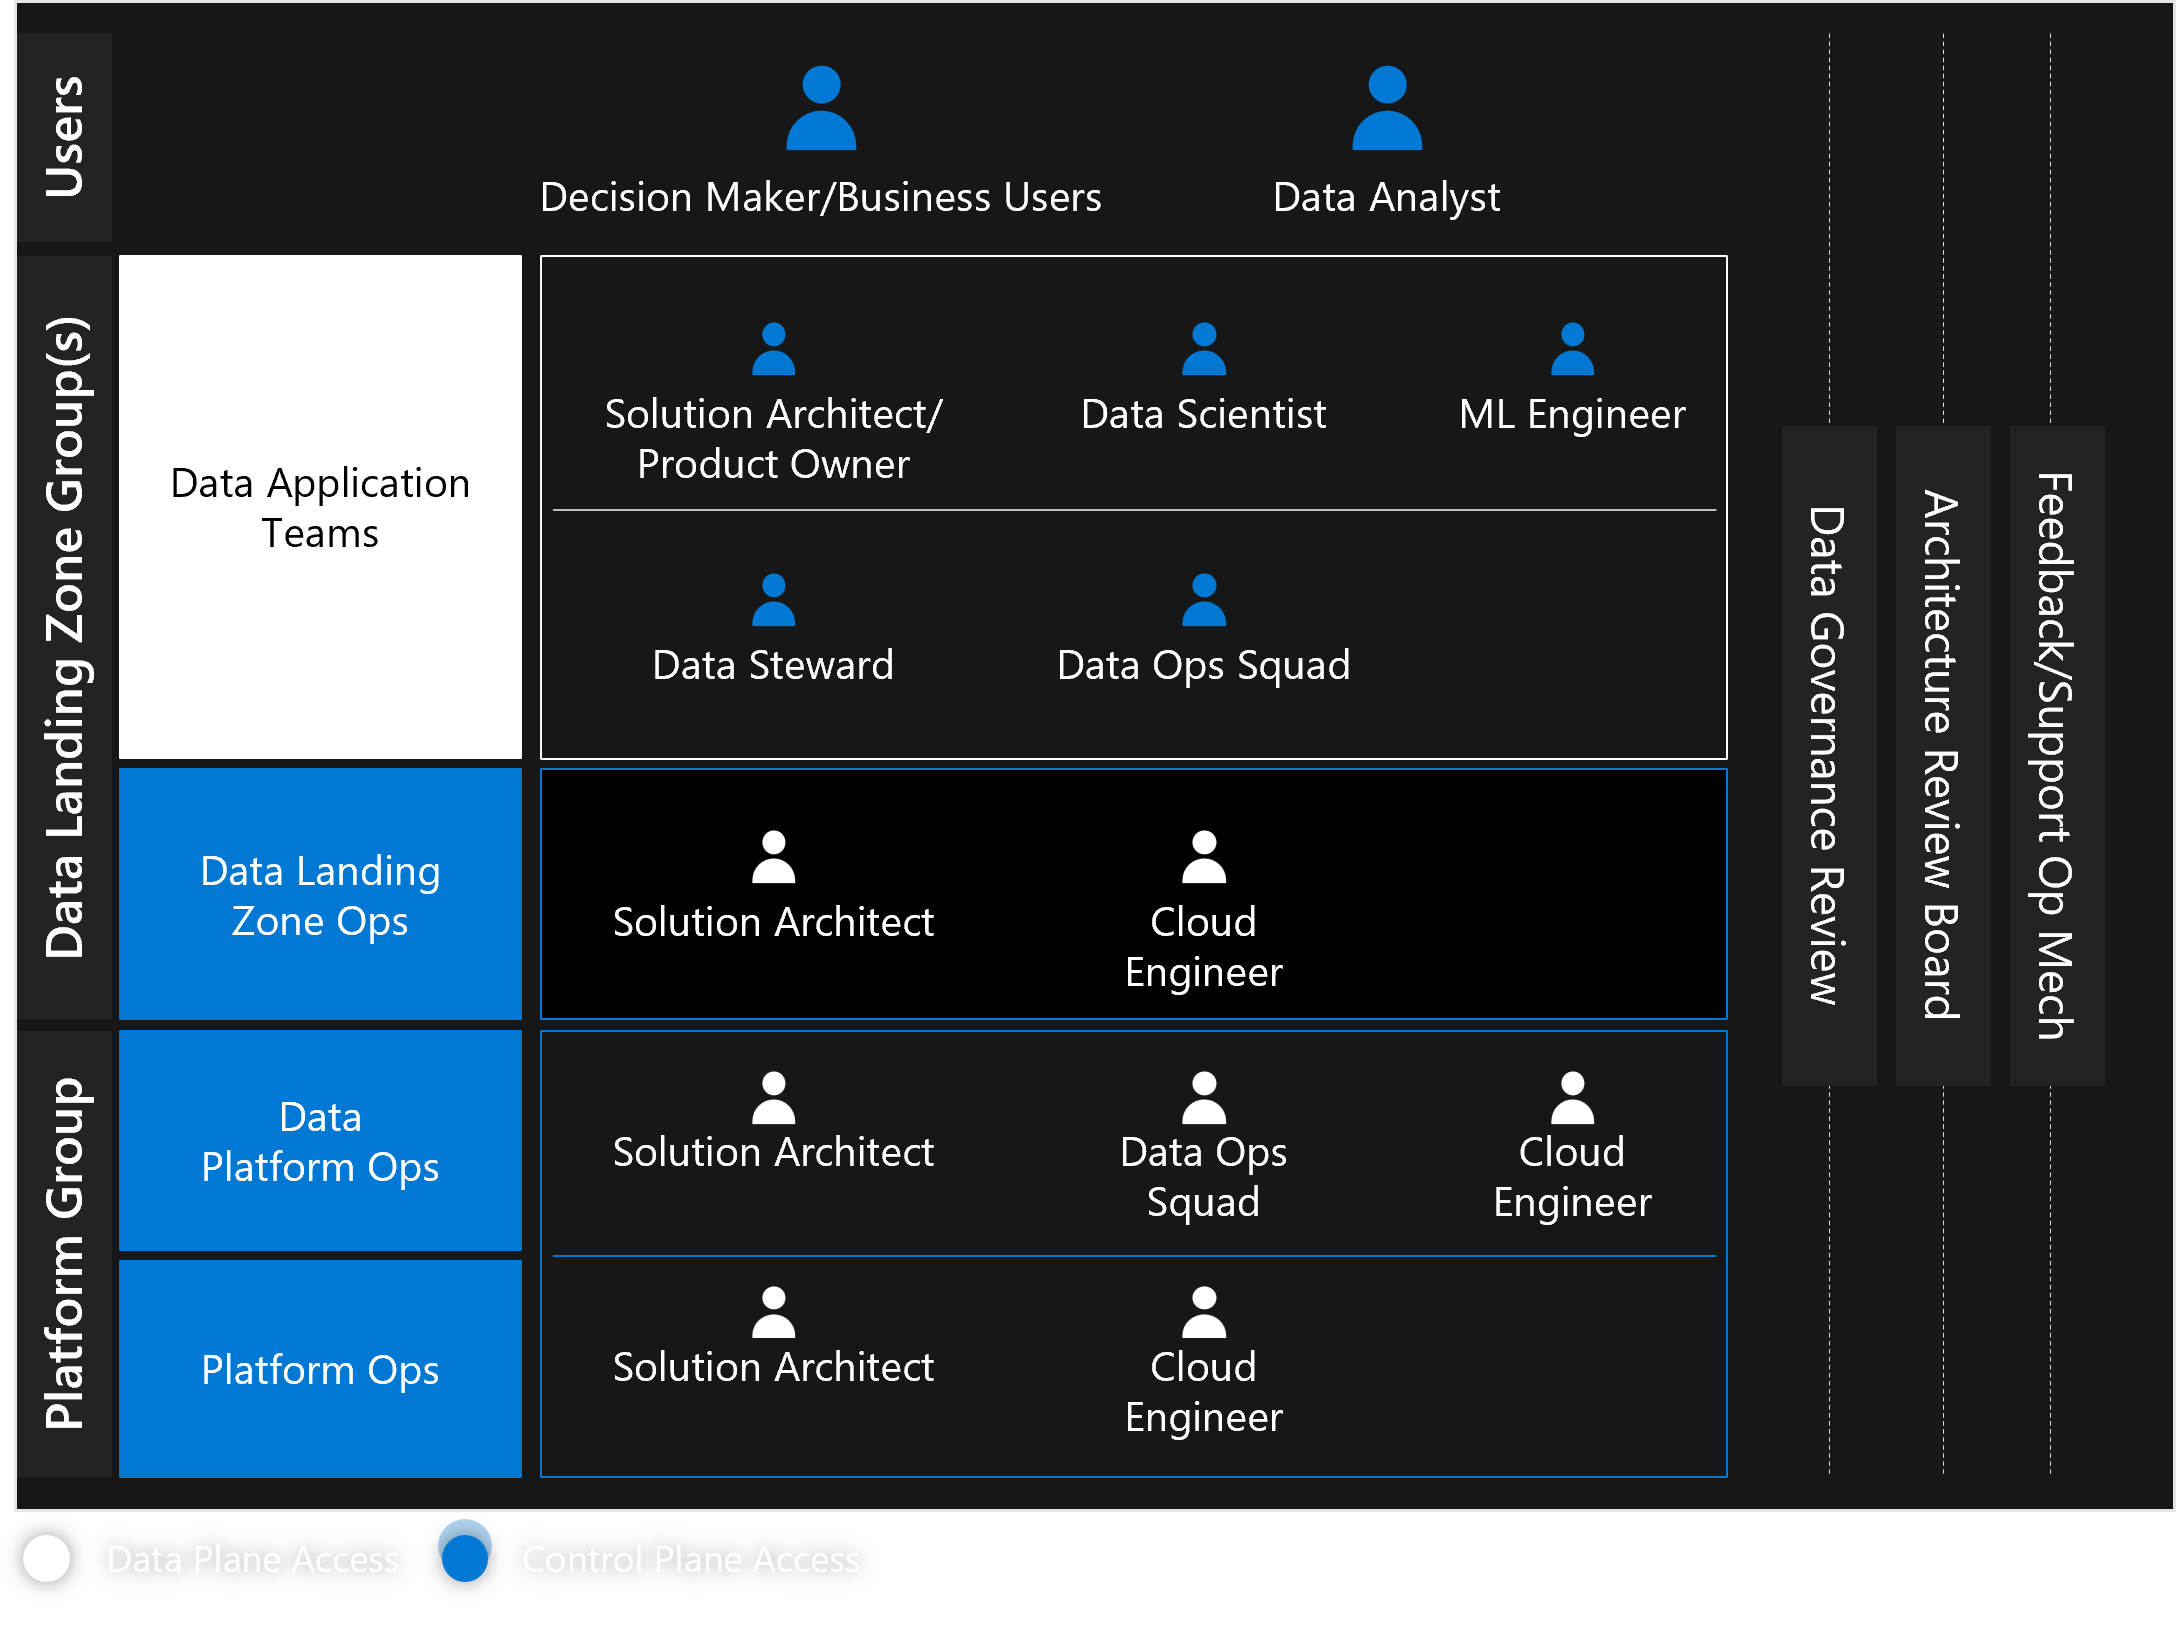 Users
Decision Maker/Business Users
Data Analyst
Data Landing Zone Group(s)
Data Application
Teams
Solution Architect/
Product Owner
Data Scientist
ML Engineer
Data Steward
Data Ops Squad
Data Landing
Zone Ops
Solution Architect
Cloud
Engineer
Platform Group
Data
Platform Ops
Solution Architect
Data Ops
Squad
Cloud
Engineer
Platform Ops
Solution Architect
Cloud
Engineer
Data Governance Review
Architecture Review Board
Feedback/Support Op Mech
Data Plane Access
Control Plane Access